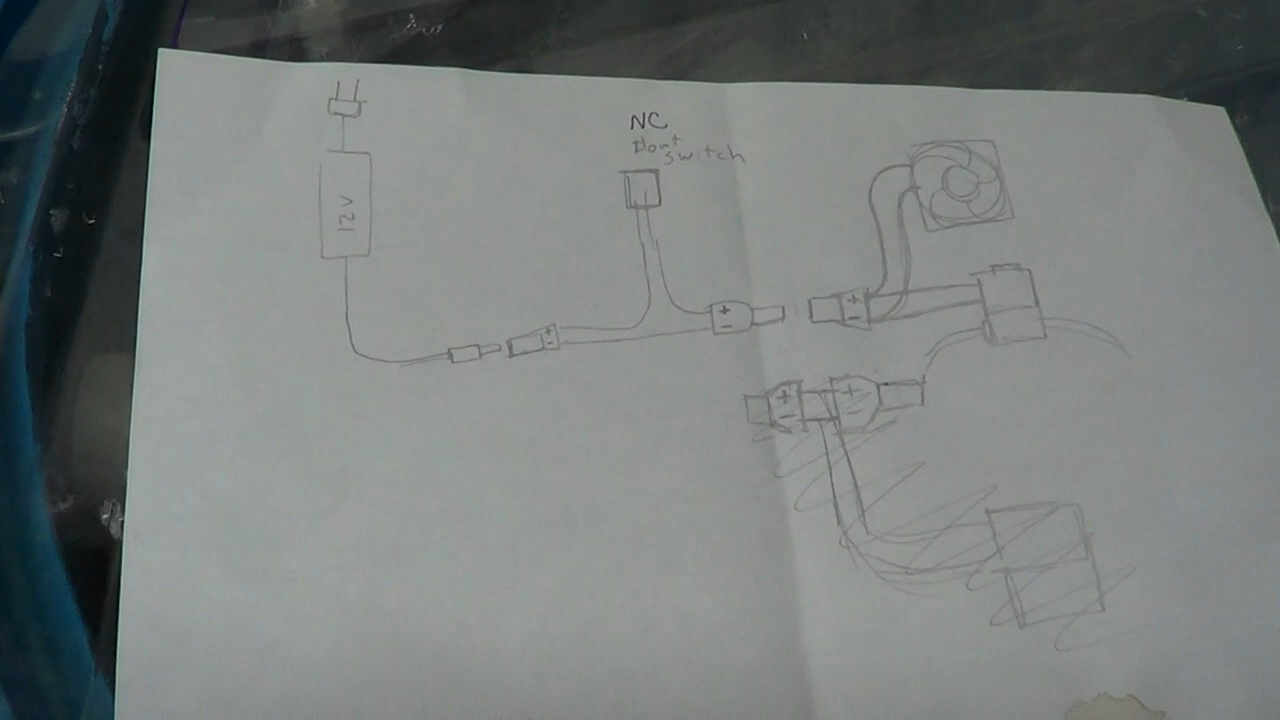 NC
float
switch
12V
+
-
+
-
+
-
+
-
+